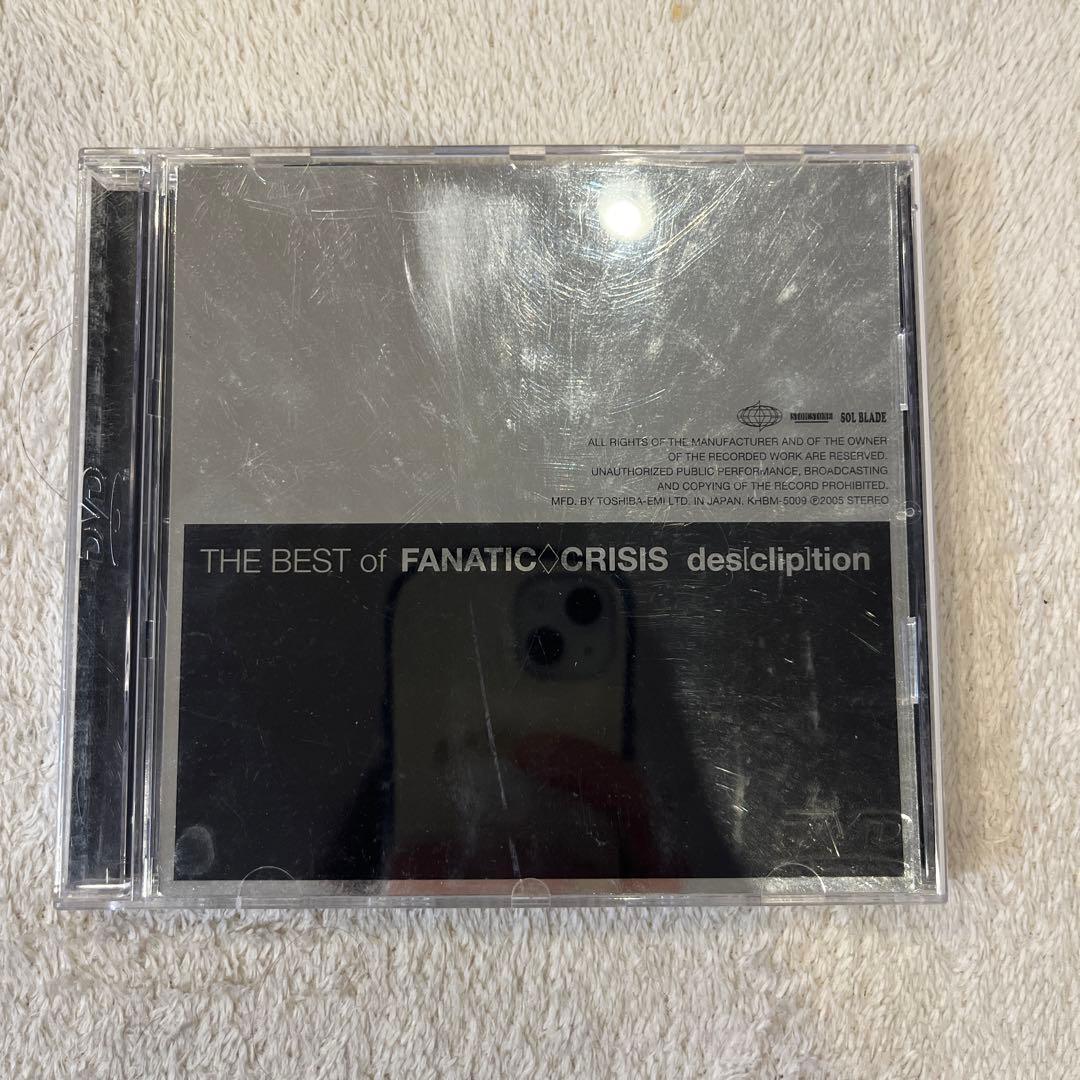 SOL BLADE
ALL RIGHTS OF THE MANUFACTURER AND OF THE OWNER
OF THE RECORDED WORK ARE RESERVED.
UNAUTHORIZED PUBLIC PERFORMANCE, BROADCASTING
AND COPYING OF THE RECORD PROHIBITED.
MFD. BY TOSHIBA-EMI LTD. IN JAPAN, KHBM-5009 ℗2005 STEREO
THE BEST of FANATIC◇CRISIS des[clip]tion
DVD